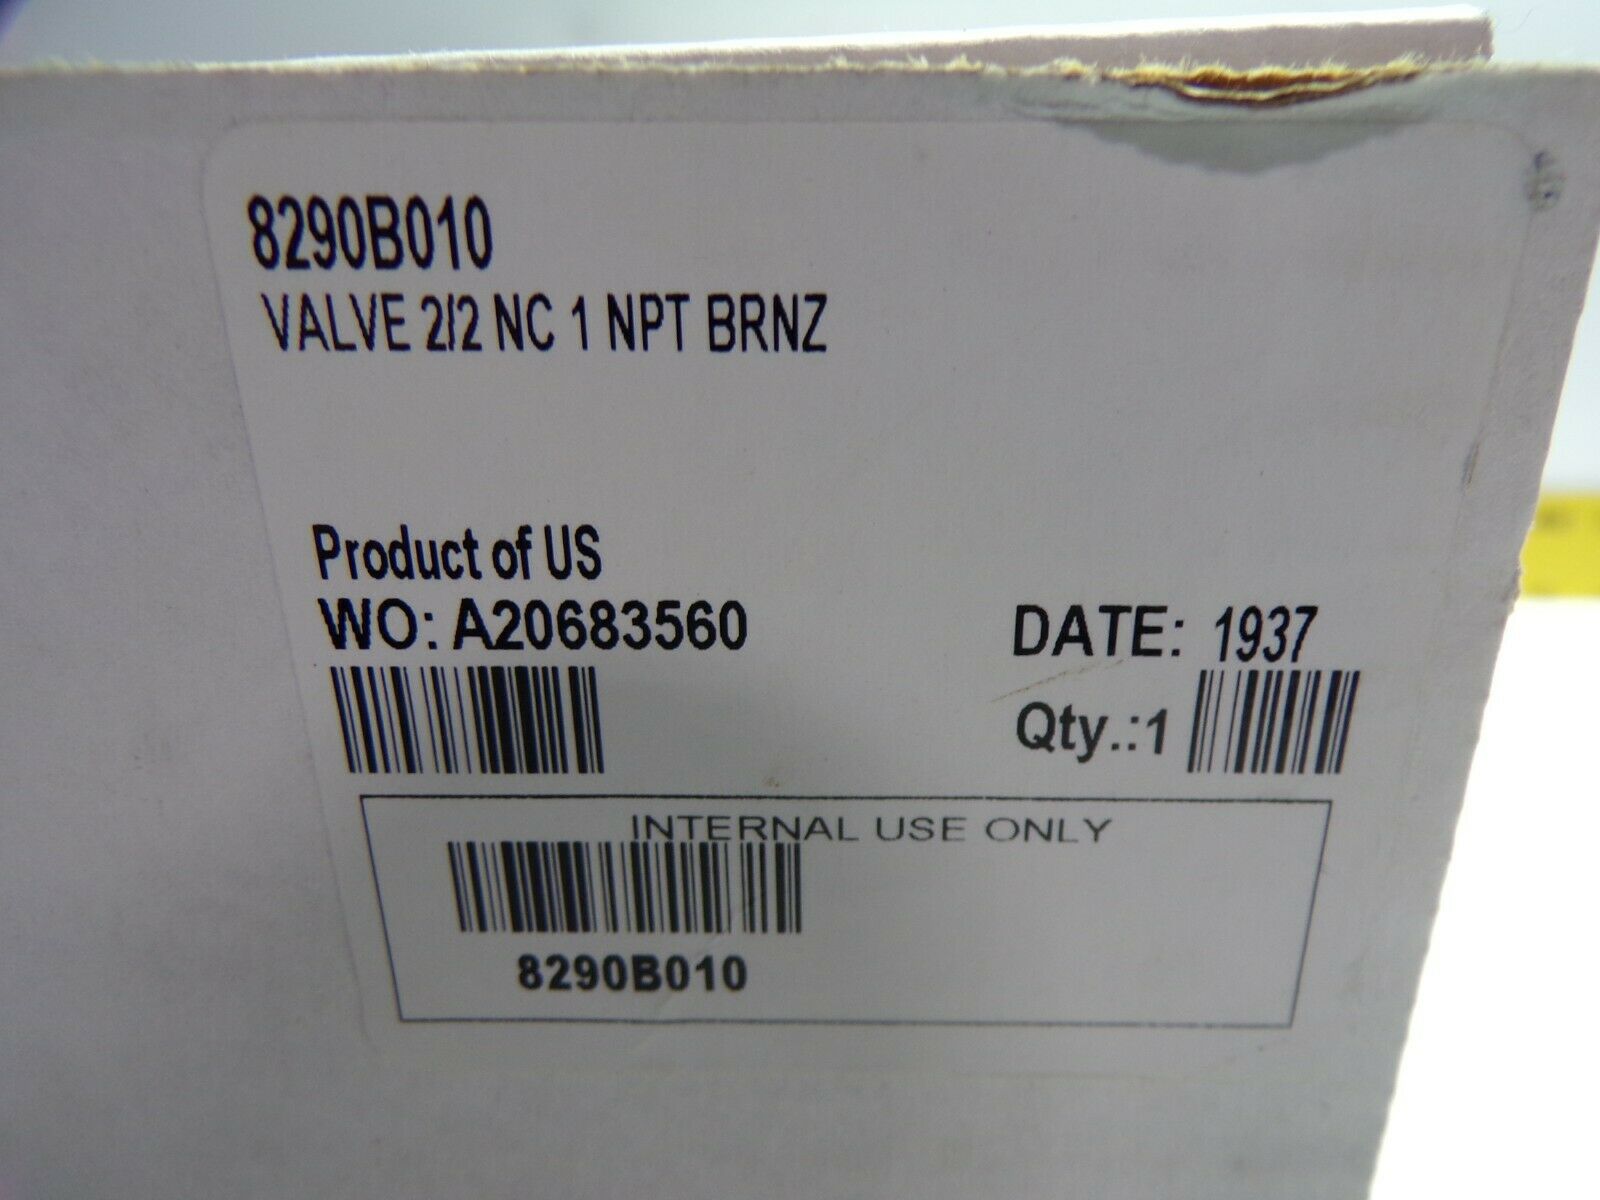 8290B010
VALVE 2/2 NC 1 NPT BRNZ
Product of US
WO: A20683560
DATE: 1937
Qty.:1
INTERNAL USE ONLY
8290B010